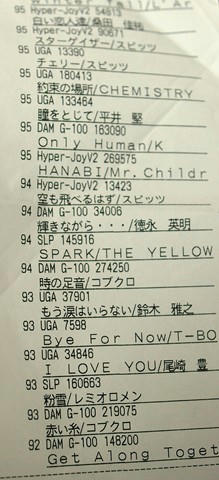 95 Hyper-JoyV2 54613
白い恋人達/桑田 佳祐
95 Hyper-JoyV2 90671
スターゲイザー/スピッツ
95 UGA 13390
チェリー/スピッツ
95 UGA 180413
約束の場所/CHEMISTRY
95 UGA 133464
瞳をとじて/平井 堅
95 DAM G-100 163090
Only Human/K
95 Hyper-JoyV2 269575
HANABI/Mr.Childr
94 Hyper-JoyV2 13423
空も飛べるはず/スピッツ
94 DAM G-100 34006
輝きながら・・・/徳永 英明
94 SLP 145916
SPARK/THE YELLOW
94 DAM G-100 274250
時の足音/コブクロ
93 UGA 37901
もう涙はいらない/鈴木 雅之
93 UGA 7598
Bye For Now/T-BO
93 UGA 34846
I LOVE YOU/尾崎 豊
93 SLP 160663
粉雪/レミオロメン
93 DAM G-100 219075
赤い糸/コブクロ
92 DAM G-100 148200
Get Along Toget